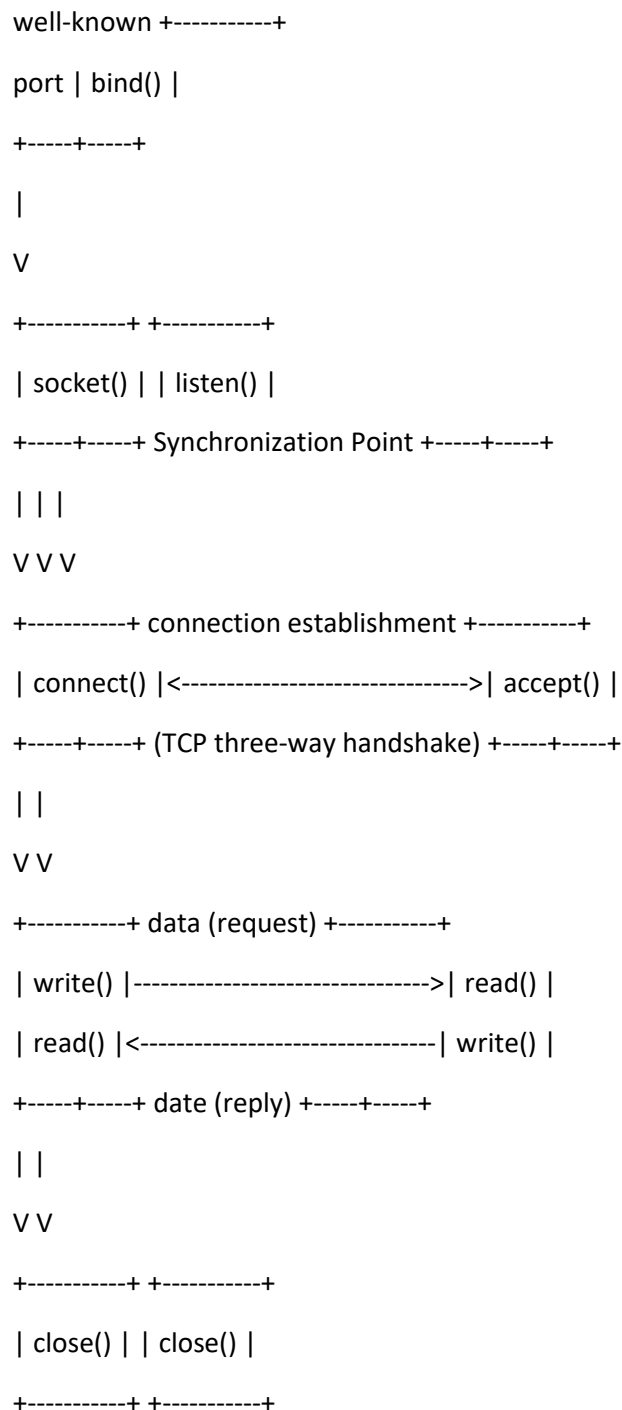 well-known +-----------+
port | bind() |
+-----+-----+
|
V
+-----------+ +-----------+
| socket() | | listen() |
+-----+-----+ Synchronization Point +-----+-----+
| | |
V V V
+-----------+ connection establishment +-----------+
| connect() |<-------------------------------->| accept() |
+-----+-----+ (TCP three-way handshake) +-----+-----+
| |
V V
+-----------+ data (request) +-----------+
| write() |--------------------------------->| read() |
| read() |<---------------------------------| write() |
+-----+-----+ date (reply) +-----+-----+
| |
V V
+-----------+ +-----------+
| close() | | close() |
+-----------+ +-----------+